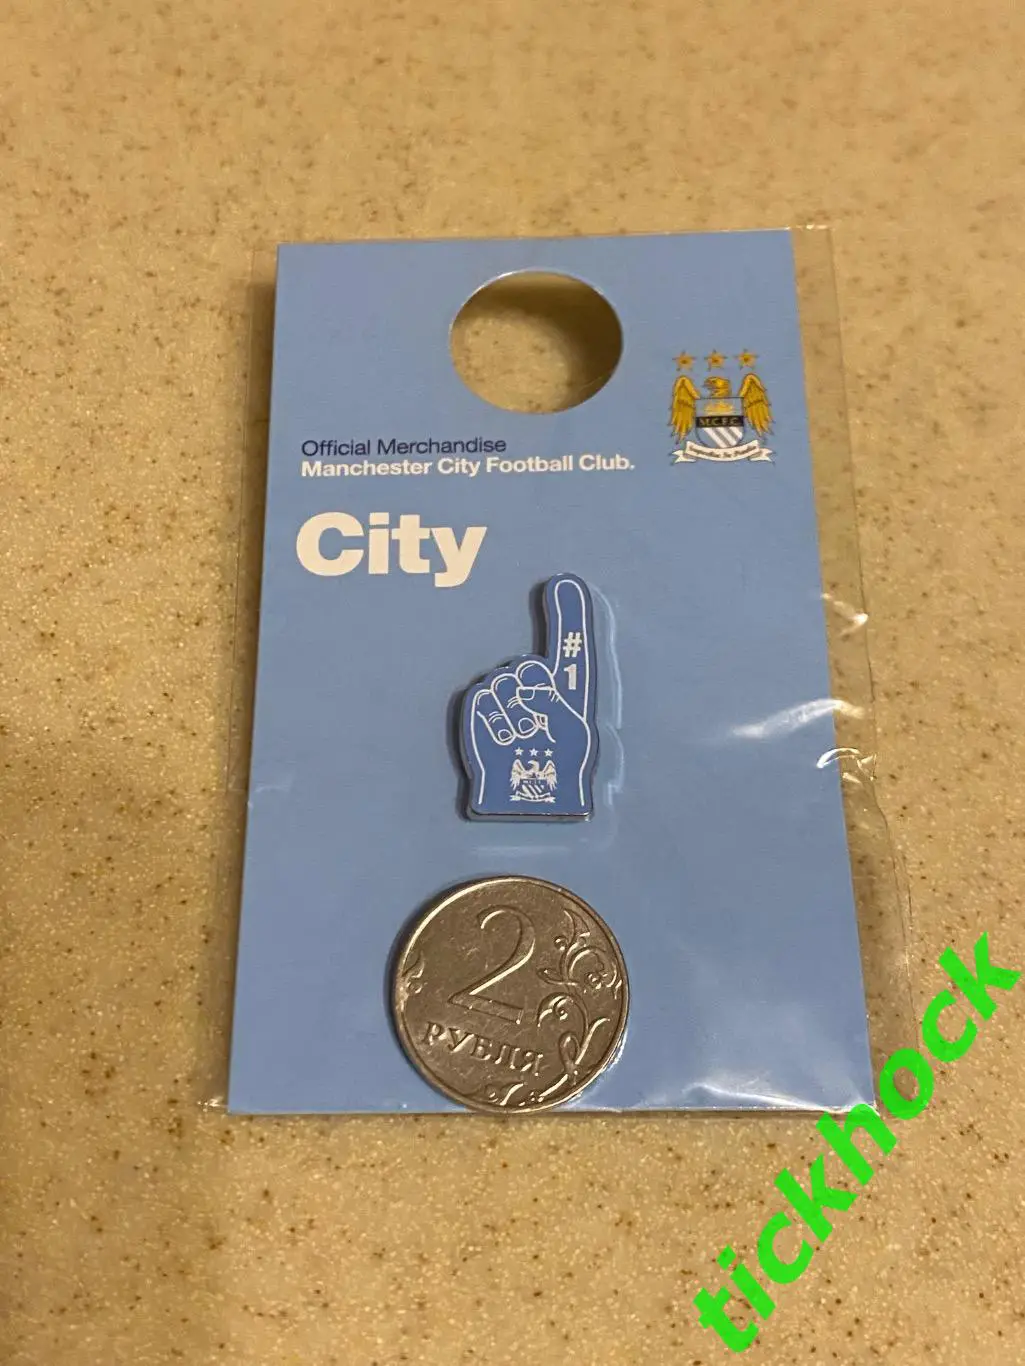 Official Merchandise
Manchester City Football Club.
M.C.F.C.
City
#
1
2
РУБЛЯ
tickhock